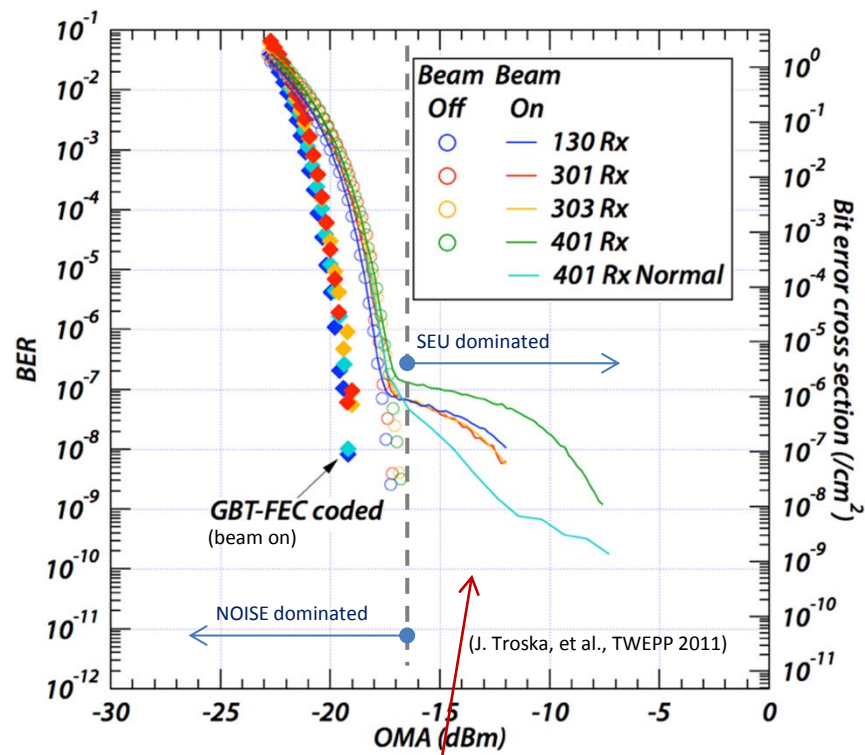 10^-1
10^-2
10^-3
10^-4
10^-5
10^-6
10^-7
10^-8
10^-9
10^-10
10^-11
10^-12
BER
Beam Beam
Off On
130 Rx
301 Rx
303 Rx
401 Rx
401 Rx Normal
SEU dominated
GBT-FEC coded
(beam on)
NOISE dominated
(J. Troska, et al., TWEPP 2011)
10^0
10^-1
10^-2
10^-3
10^-4
10^-5
10^-6
10^-7
10^-8
10^-9
10^-10
10^-11
Bit error cross section (/cm^2)
-30 -25 -20 -15 -10 -5 0
OMA (dBm)